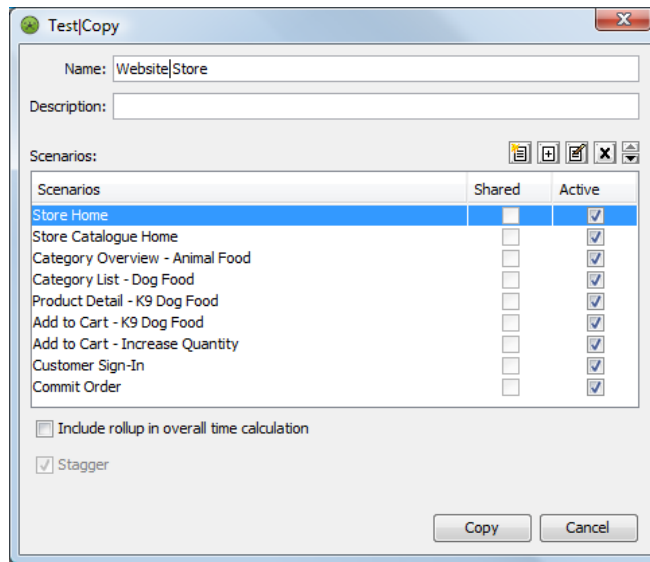 Test|Copy
Name: Website Store
Description:
Scenarios:
Scenarios Shared Active
Store Home
Store Catalogue Home
Category Overview - Animal Food
Category List - Dog Food
Product Detail - K9 Dog Food
Add to Cart - K9 Dog Food
Add to Cart - Increase Quantity
Customer Sign-In
Commit Order
Include rollup in overall time calculation
Stagger
Copy Cancel